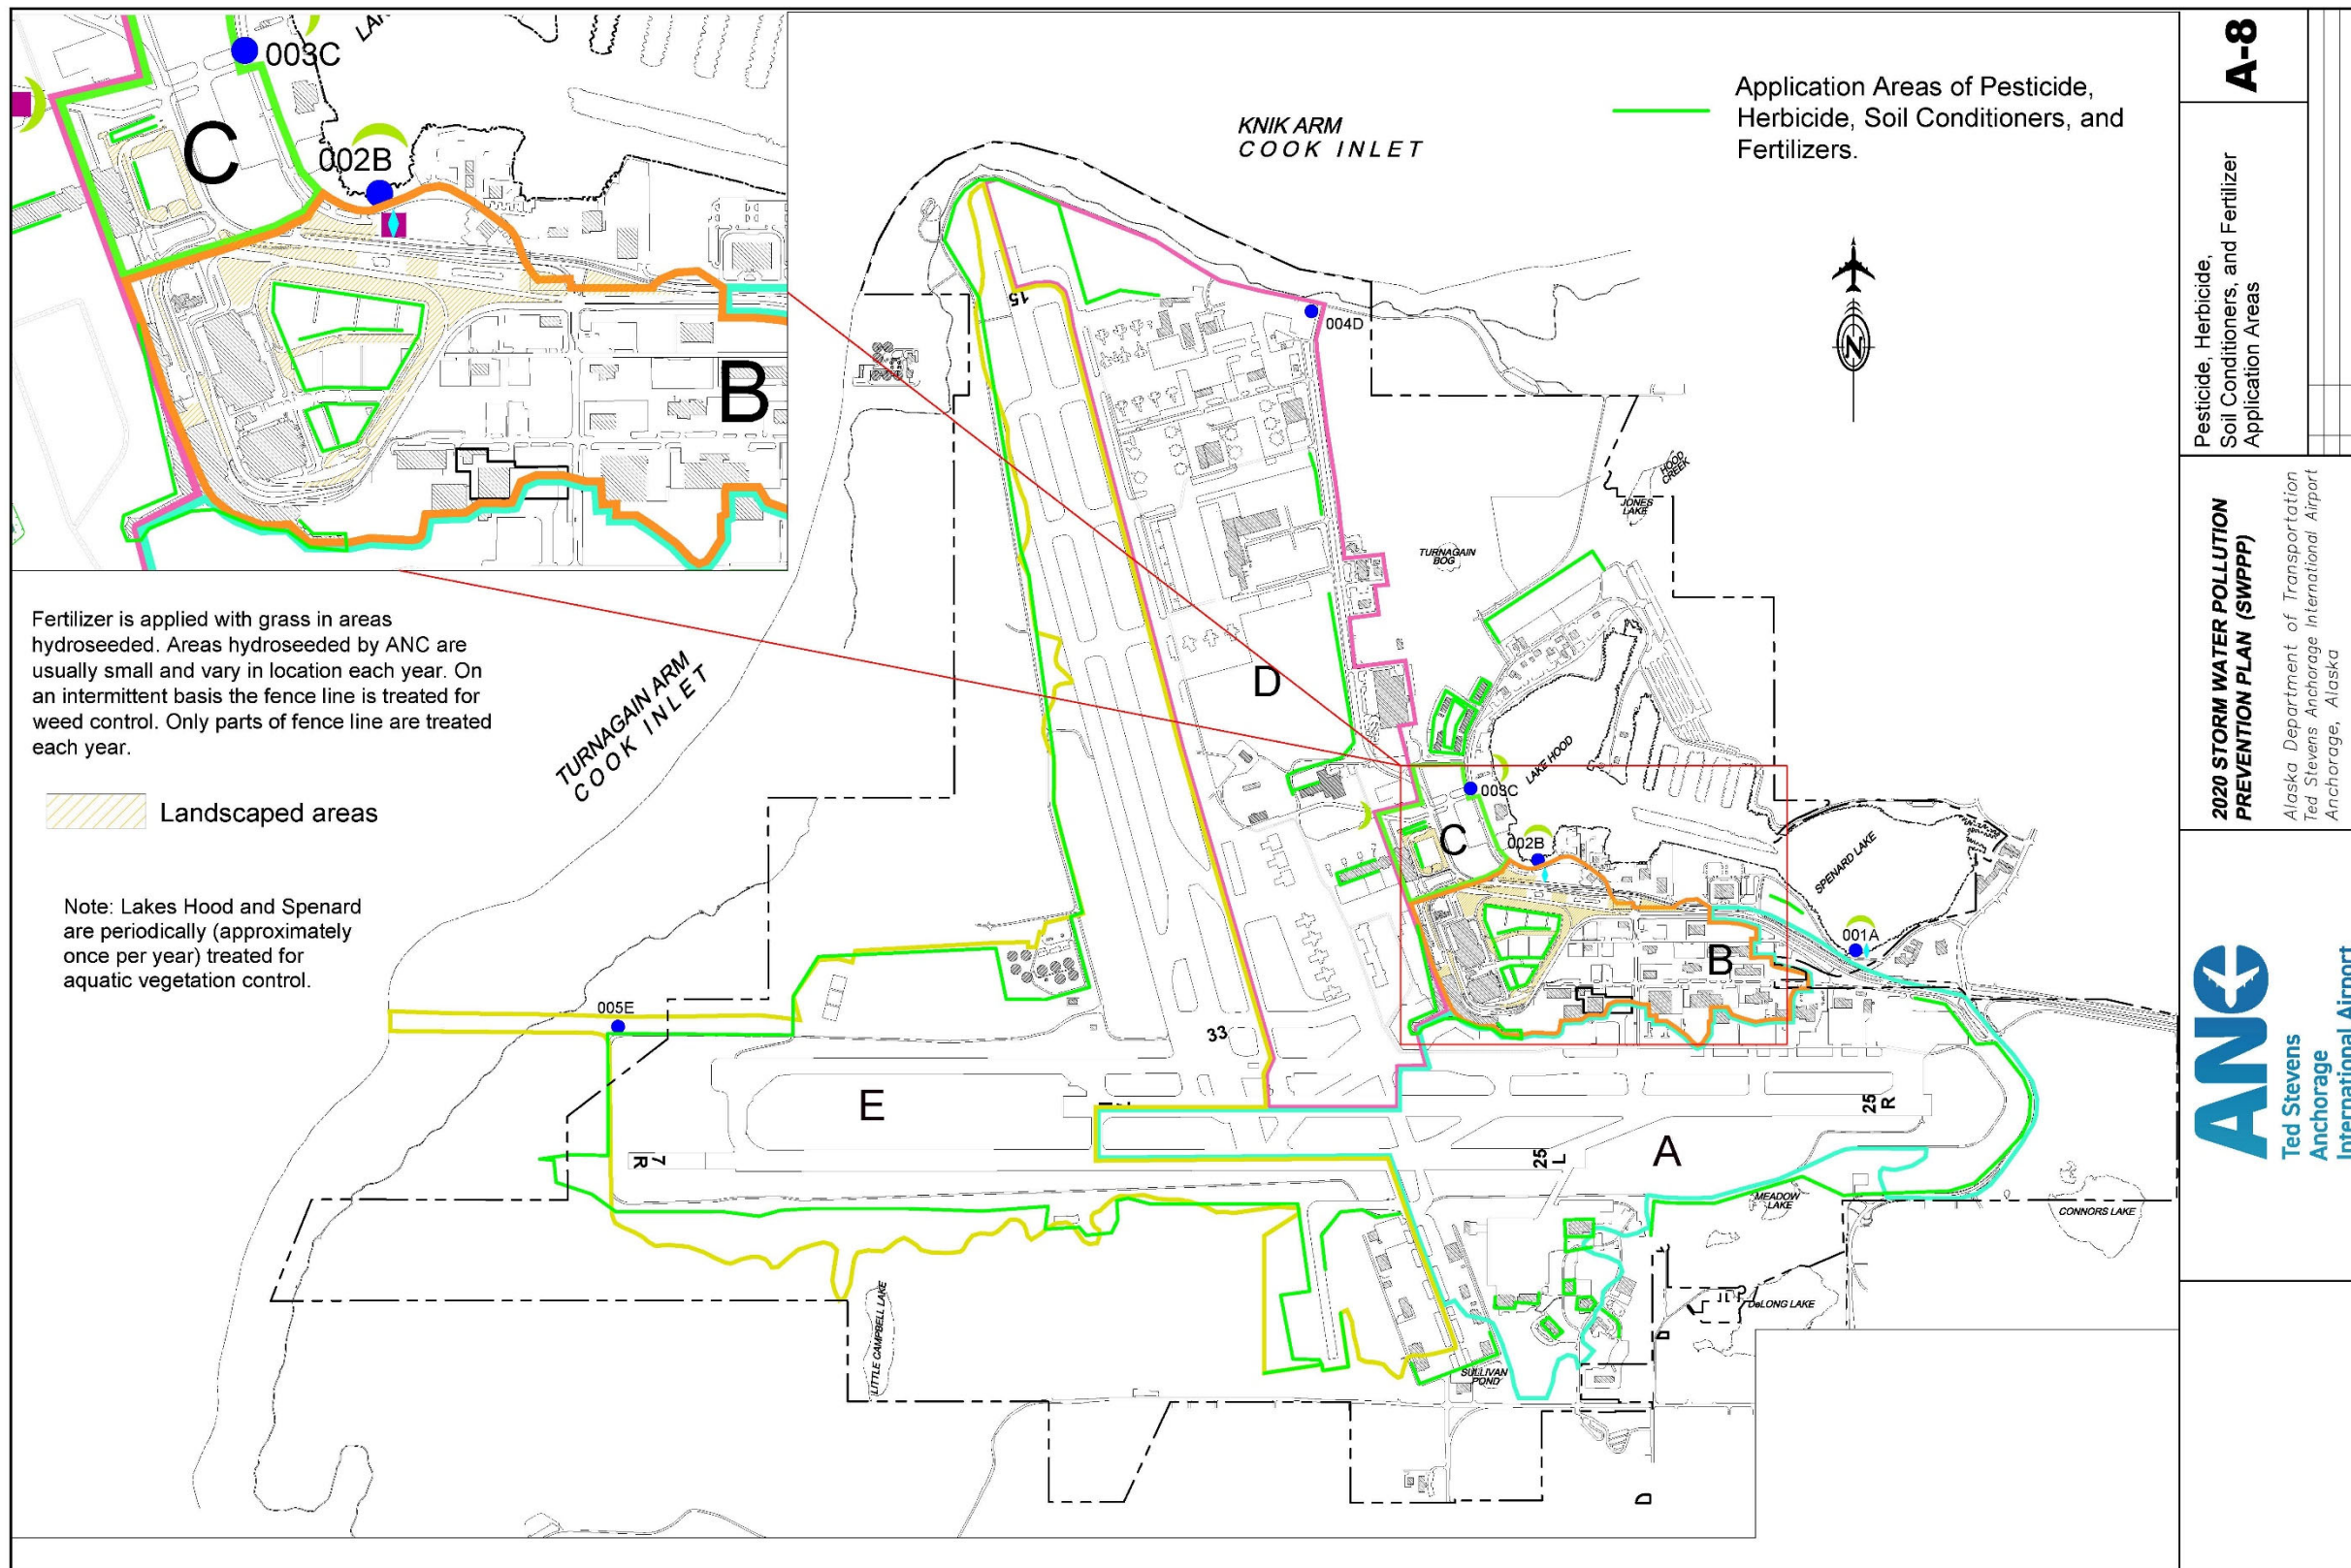 003C
C
002B
B
KNIK ARM
COOK INLET
Application Areas of Pesticide,
Herbicide, Soil Conditioners, and
Fertilizers.
N
15
004D
HOOD
CREEK
JONES
LAKE
TURNAGAIN
BOG
Fertilizer is applied with grass in areas
hydroseeded. Areas hydroseeded by ANC are
usually small and vary in location each year. On
an intermittent basis the fence line is treated for
weed control. Only parts of fence line are treated
each year.
TURNAGAIN ARM
COOK INLET
D
Landscaped areas
LAKE HOOD
003C
C
002B
SPENARD LAKE
Note: Lakes Hood and Spenard
are periodically (approximately
once per year) treated for
aquatic vegetation control.
001A
B
005E
33
E
25
R
7
R
25
L
A
MEADOW
LAKE
CONNORS LAKE
LITTLE CAMPBELL LAKE
DeLONG LAKE
SULLIVAN
POND
A-8
Pesticide, Herbicide,
Soil Conditioners, and Fertilizer
Application Areas
2020 STORM WATER POLLUTION
PREVENTION PLAN (SWPPP)
Alaska Department of Transportation
Ted Stevens Anchorage International Airport
Anchorage, Alaska
ANC
Ted Stevens
Anchorage
International Airport